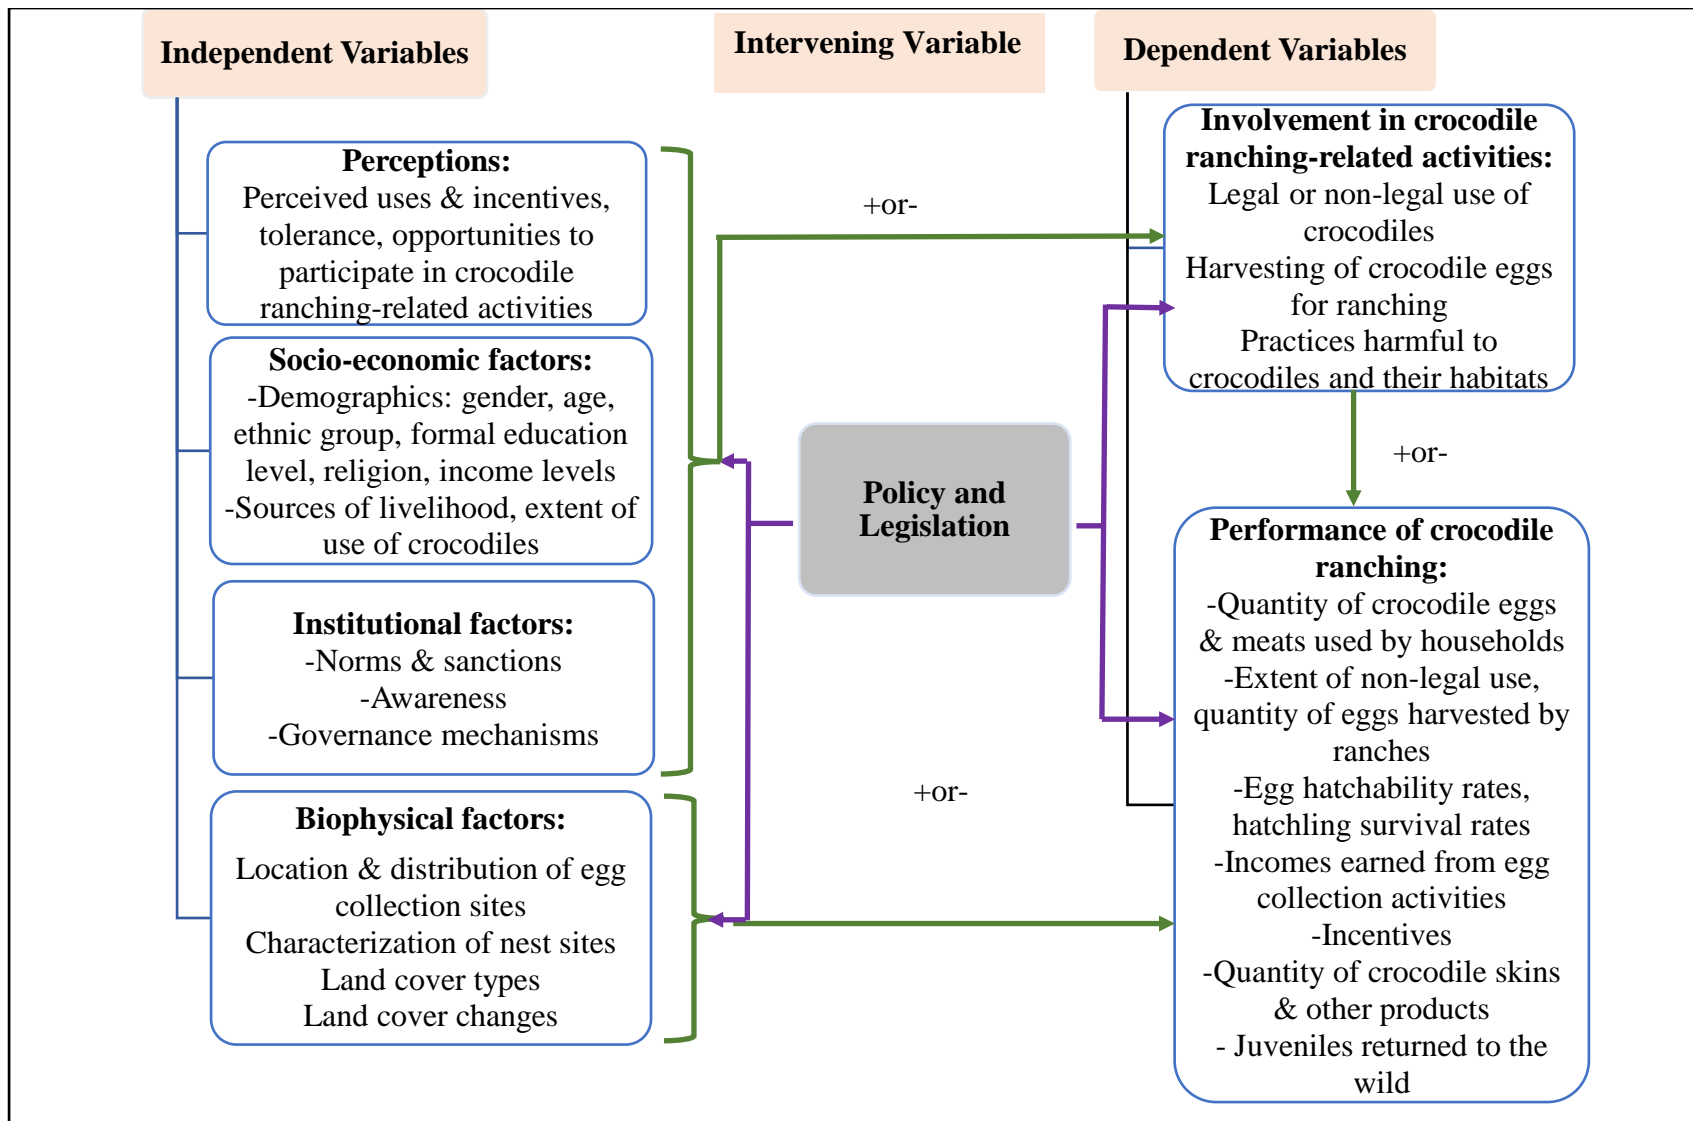 Independent Variables
Intervening Variable
Dependent Variables
Perceptions:
Perceived uses & incentives,
tolerance, opportunities to
participate in crocodile
ranching-related activities
Socio-economic factors:
-Demographics: gender, age,
ethnic group, formal education
level, religion, income levels
-Sources of livelihood, extent of
use of crocodiles
Institutional factors:
-Norms & sanctions
-Awareness
-Governance mechanisms
Biophysical factors:
Location & distribution of egg
collection sites
Characterization of nest sites
Land cover types
Land cover changes
+or-
Policy and
Legislation
+or-
Involvement in crocodile
ranching-related activities:
Legal or non-legal use of
crocodiles
Harvesting of crocodile eggs
for ranching
Practices harmful to
crocodiles and their habitats
+or-
Performance of crocodile
ranching:
-Quantity of crocodile eggs
& meats used by households
-Extent of non-legal use,
quantity of eggs harvested by
ranches
-Egg hatchability rates,
hatchling survival rates
-Incomes earned from egg
collection activities
-Incentives
-Quantity of crocodile skins
& other products
- Juveniles returned to the
wild